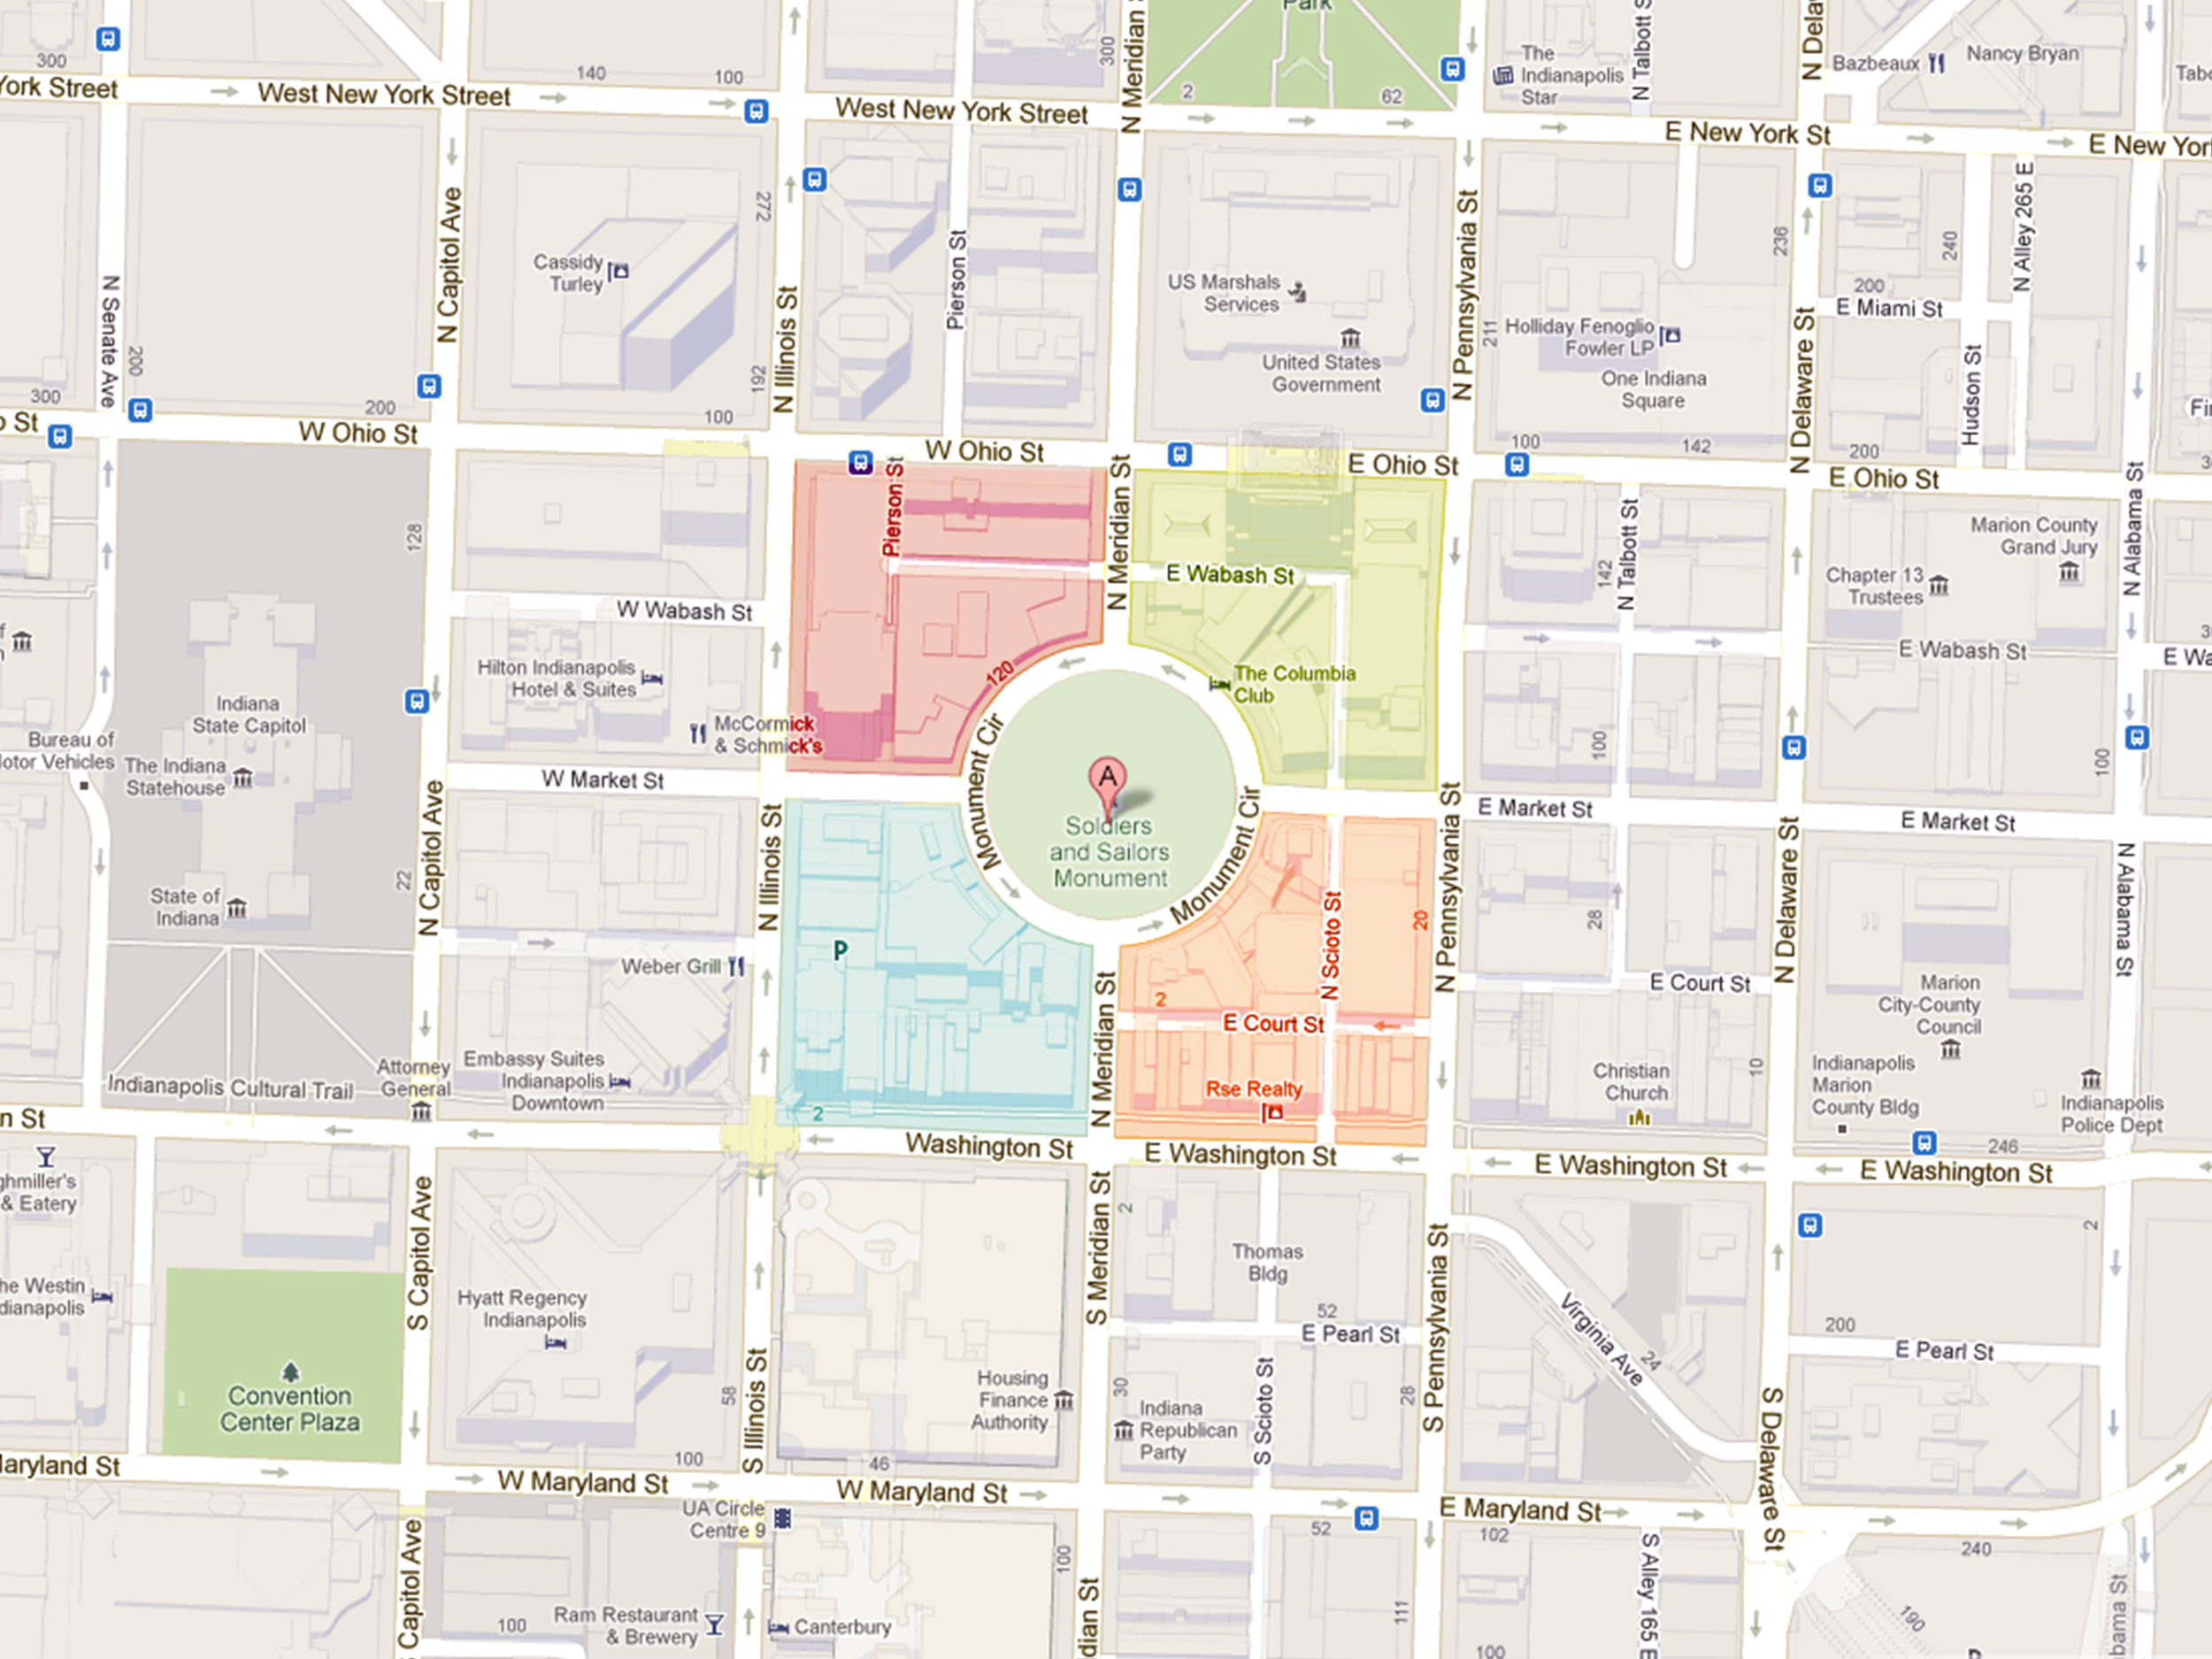 Park
300
York Street
West New York Street
140
100
West New York Street
300
N Meridian S
2
62
The
Indianapolis
Star
N Talbott S
N Delaw
Bazbeaux
Nancy Bryan
E New York St
E New Yor
N Senate Ave
200
N Capitol Ave
Cassidy
Turley
272
192
N Illinois St
Pierson St
US Marshals
Services
United States
Government
N Pennsylvania St
211
Holliday Fenoglio
Fowler LP
One Indiana
Square
236
N Delaware St
200
E Miami St
240
N Alley 265 E
Hudson St
300
o St
200
W Ohio St
100
W Ohio St
E Ohio St
100
142
200
E Ohio St
128
Pierson St
N Meridian St
E Wabash St
142
N Talbott St
Marion County
Grand Jury
Chapter 13
Trustees
N Alabama St
W Wabash St
E Wabash St
E Wa
Hilton Indianapolis
Hotel & Suites
120
The Columbia
Club
Indiana
State Capitol
McCormick
& Schmick's
Bureau of
otor Vehicles
The Indiana
Statehouse
100
100
W Market St
Monument Cir
A
Soldiers
and Sailors
Monument
Monument Cir
E Market St
E Market St
N Capitol Ave
22
N Illinois St
State of
Indiana
P
Weber Grill
N Scioto St
20
N Pennsylvania St
28
N Delaware St
N Alabama St
2
E Court St
E Court St
Marion
City-County
Council
N Meridian St
Indianapolis Cultural Trail
Attorney
General
Embassy Suites
Indianapolis
Downtown
2
Rse Realty
Christian
Church
10
Indianapolis
Marion
County Bldg
Indianapolis
Police Dept
n St
Washington St
E Washington St
E Washington St
246
E Washington St
ghmiller's
& Eatery
S Capitol Ave
S Meridian St
2
Thomas
Bldg
S Pennsylvania St
2
he Westin
dianapolis
Hyatt Regency
Indianapolis
52
E Pearl St
Virginia Ave
24
200
E Pearl St
Convention
Center Plaza
58
S Illinois St
Housing
Finance
Authority
30
Indiana
Republican
Party
S Scioto St
28
S Delaware St
laryland St
100
W Maryland St
46
W Maryland St
E Maryland St
UA Circle
Centre 9
52
102
240
Capitol Ave
100
100
Ram Restaurant
& Brewery
Canterbury
idian St
111
100
S Alley 165 E
190
bama St